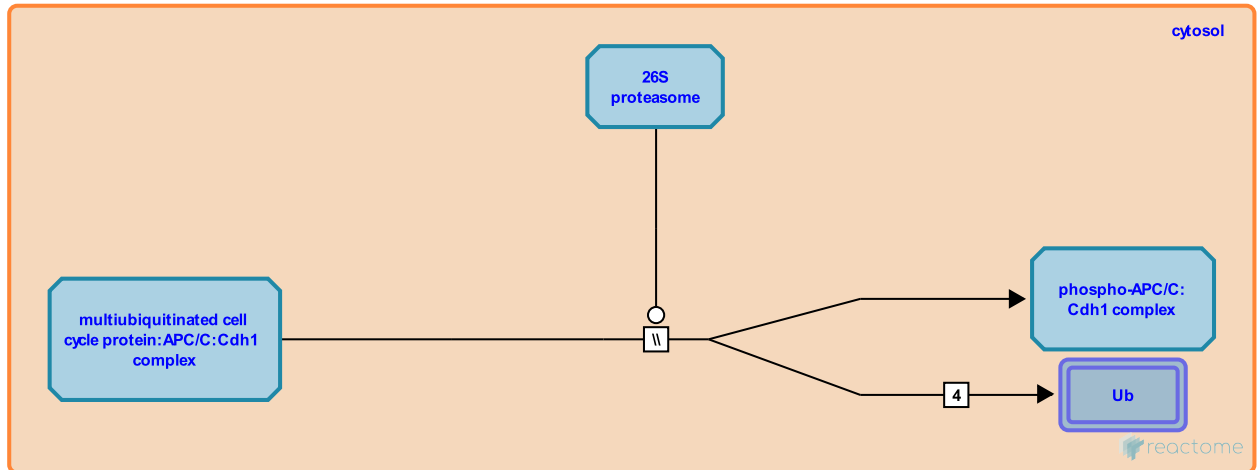 cytosol
26S
proteasome
multiubiquitinated cell
cycle protein:APC/C:Cdh1
complex
\\
phospho-APC/C:
Cdh1 complex
4
Ub
reactome